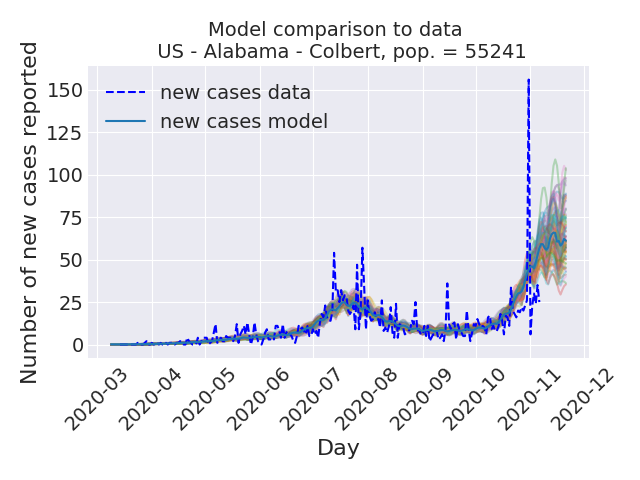 Model comparison to data
US - Alabama - Colbert, pop. = 55241
Number of new cases reported
150
125
100
75
50
25
0
new cases data
new cases model
2020-03
2020-04
2020-05
2020-06
2020-07
2020-08
2020-09
2020-10
2020-11
2020-12
Day